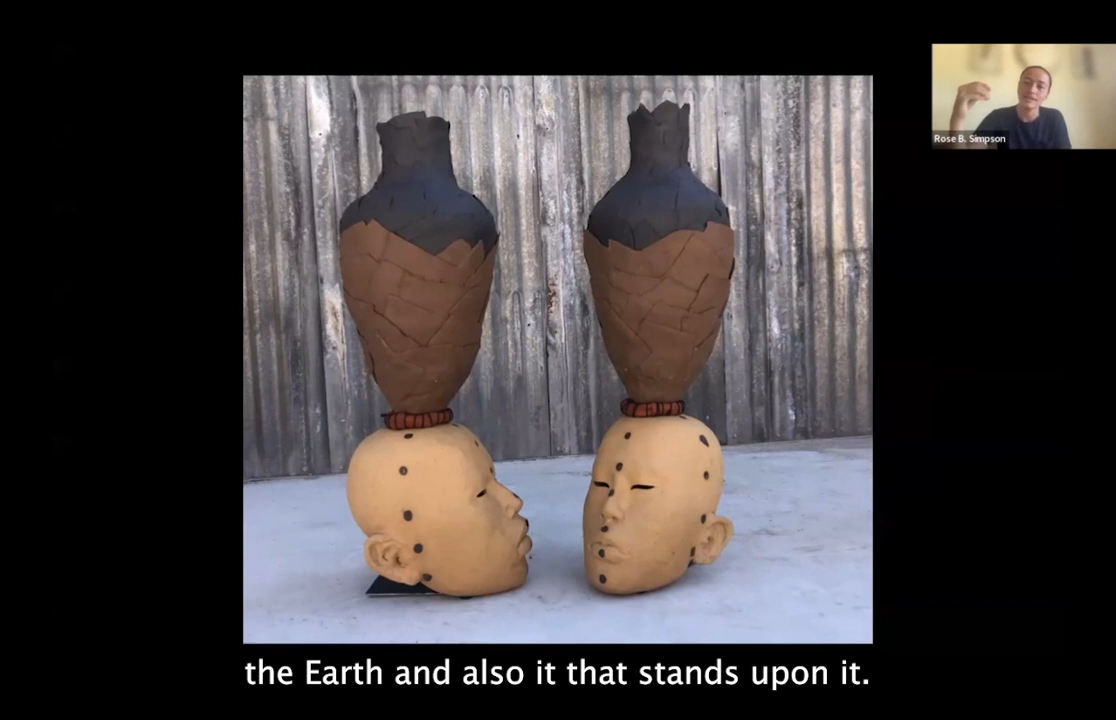 Rose B. Simpson
the Earth and also it that stands upon it.